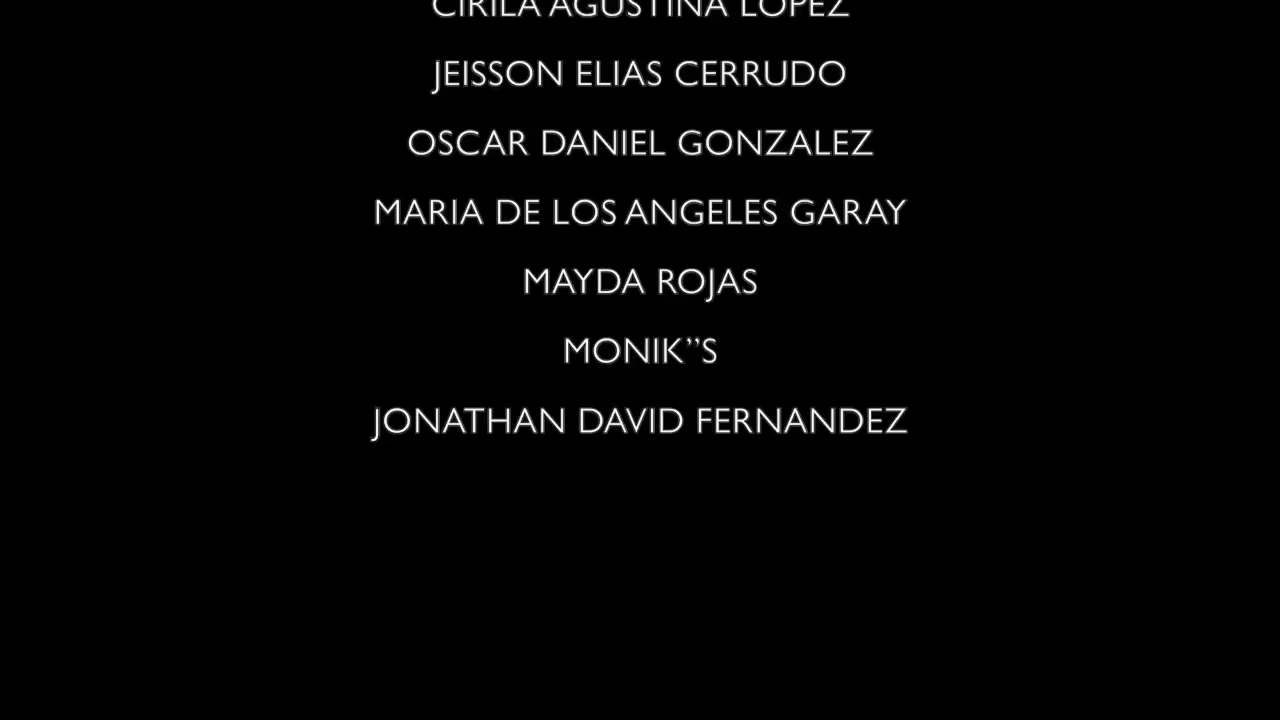 CIRILA AGUSTINA LOPEZ
JEISSON ELIAS CERRUDO
OSCAR DANIEL GONZALEZ
MARIA DE LOS ANGELES GARAY
MAYDA ROJAS
MONIK”S
JONATHAN DAVID FERNANDEZ